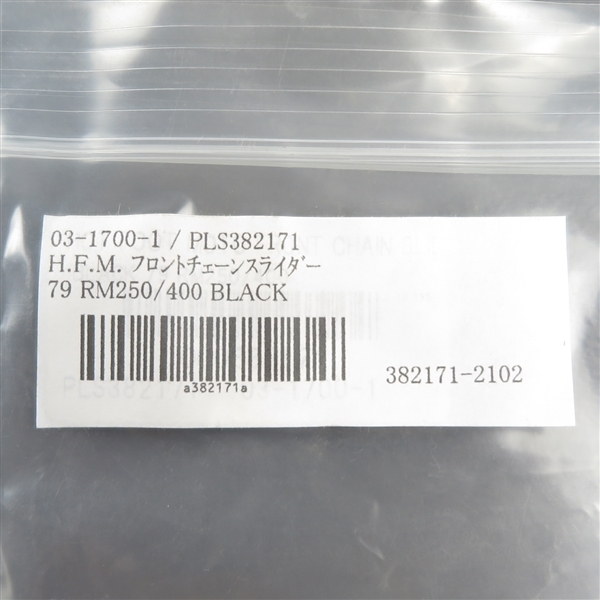 03-1700-1 / PLS382171
H.F.M. ﾌﾛﾝﾄﾁｪｰﾝｽﾗｲﾀﾞｰ
79 RM250/400 BLACK
a382171a
382171-2102